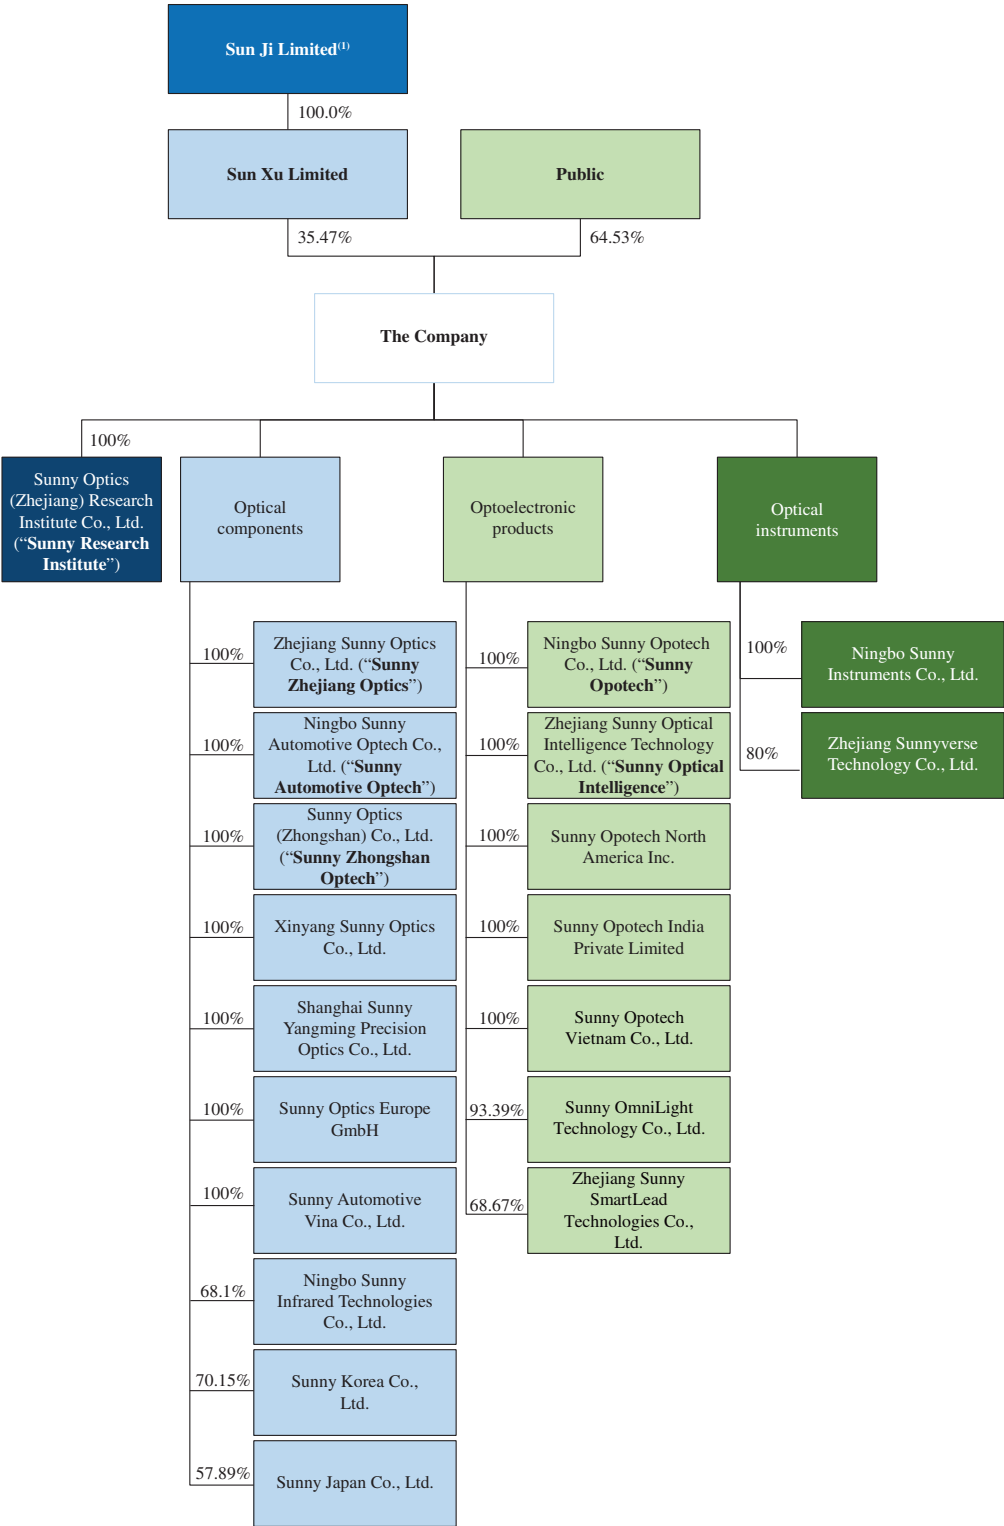 Sun Ji Limited(1)
100.0%
Sun Xu Limited
Public
35.47%
64.53%
The Company
100%
Sunny Optics
(Zhejiang) Research
Institute Co., Ltd.
(“Sunny Research
Institute”)
Optical
components
Optoelectronic
products
Optical
instruments
100%
Zhejiang Sunny Optics
Co., Ltd. (“Sunny
Zhejiang Optics”)
100%
Ningbo Sunny
Automotive Optech Co.,
Ltd. (“Sunny
Automotive Optech”)
100%
Sunny Optics
(Zhongshan) Co., Ltd.
(“Sunny Zhongshan
Optech”)
100%
Xinyang Sunny Optics
Co., Ltd.
100%
Shanghai Sunny
Yangming Precision
Optics Co., Ltd.
100%
Sunny Optics Europe
GmbH
100%
Sunny Automotive
Vina Co., Ltd.
68.1%
Ningbo Sunny
Infrared Technologies
Co., Ltd.
70.15%
Sunny Korea Co.,
Ltd.
57.89%
Sunny Japan Co., Ltd.
100%
Ningbo Sunny Opotech
Co., Ltd. (“Sunny
Opotech”)
100%
Zhejiang Sunny Optical
Intelligence Technology
Co., Ltd. (“Sunny Optical
Intelligence”)
100%
Sunny Opotech North
America Inc.
100%
Sunny Opotech India
Private Limited
100%
Sunny Opotech
Vietnam Co., Ltd.
93.39%
Sunny OmniLight
Technology Co., Ltd.
68.67%
Zhejiang Sunny
SmartLead
Technologies Co.,
Ltd.
100%
Ningbo Sunny
Instruments Co., Ltd.
80%
Zhejiang Sunnyverse
Technology Co., Ltd.